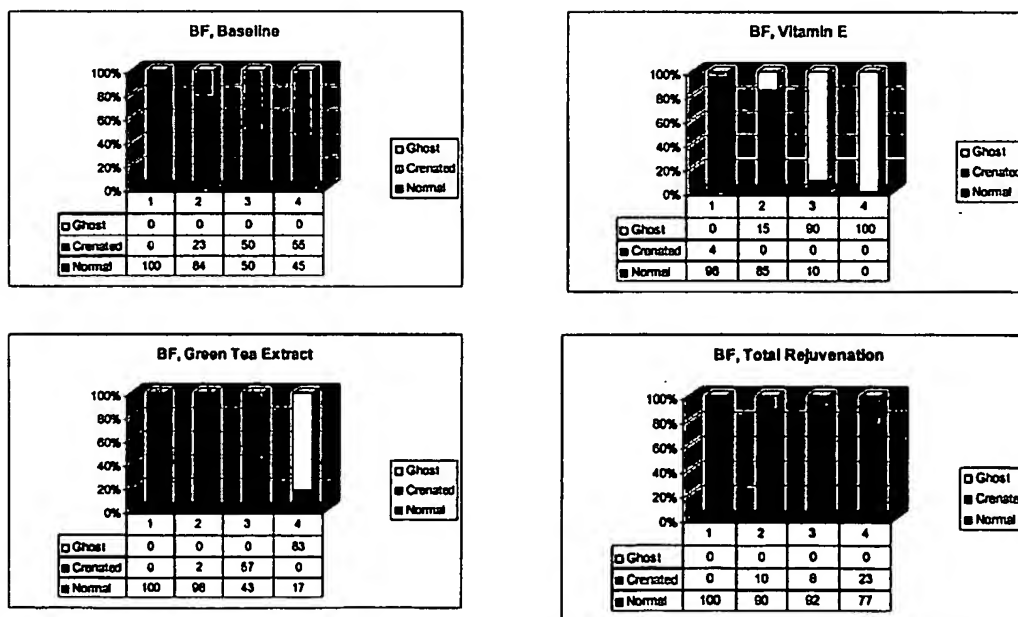 BF, Baseline
100%
80%
60%
40%
20%
0%
1 2 3 4
Ghost 0 0 0 0
Crenated 0 23 50 55
Normal 100 84 50 45
Ghost
Crenated
Normal
BF, Vitamin E
100%
80%
60%
40%
20%
0%
1 2 3 4
Ghost 0 15 90 100
Crenated 4 0 0 0
Normal 96 85 10 0
Ghost
Crenated
Normal
BF, Green Tea Extract
100%
80%
60%
40%
20%
0%
1 2 3 4
Ghost 0 0 0 83
Crenated 0 2 57 0
Normal 100 98 43 17
Ghost
Crenated
Normal
BF, Total Rejuvenation
100%
80%
60%
40%
20%
0%
1 2 3 4
Ghost 0 0 0 0
Crenated 0 10 8 23
Normal 100 90 92 77
Ghost
Crenate
Normal